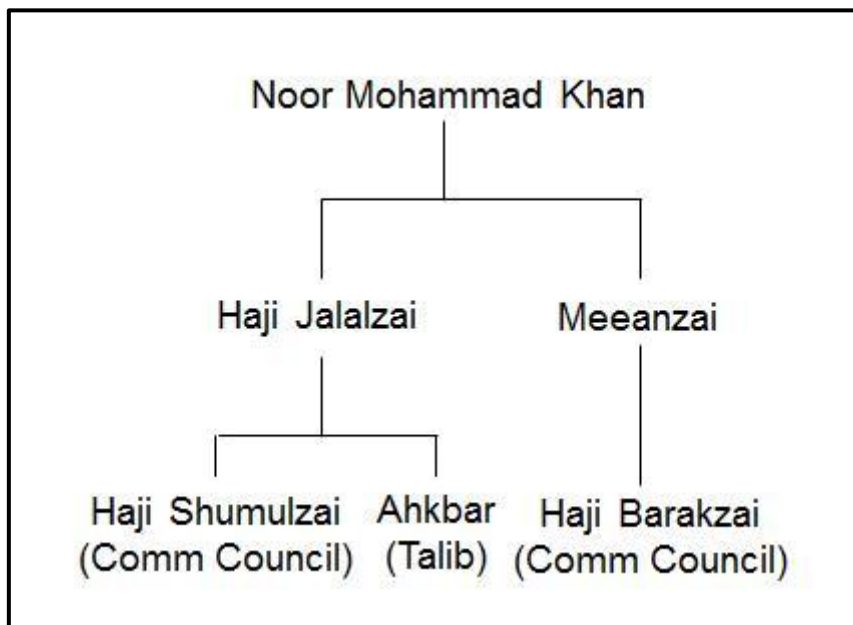 Noor Mohammad Khan
Haji Jalalzai
Meeanzai
Haji Shumulzai
(Comm Council)
Ahkbar
(Talib)
Haji Barakzai
(Comm Council)